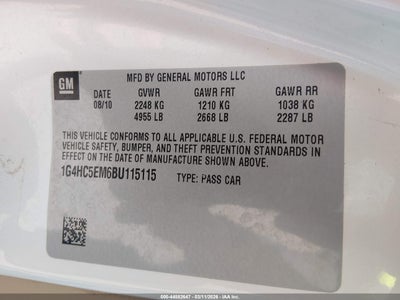 GM
MFD BY GENERAL MOTORS LLC
DATE GVWR GAWR FRT GAWR RR
08/10 2248 KG 1210 KG 1038 KG
4955 LB 2668 LB 2287 LB
THIS VEHICLE CONFORMS TO ALL APPLICABLE U.S. FEDERAL MOTOR
VEHICLE SAFETY, BUMPER, AND THEFT PREVENTION STANDARDS IN
EFFECT ON THE DATE OF MANUFACTURE SHOWN ABOVE.
1G4HC5EM6BU115115 TYPE: PASS CAR